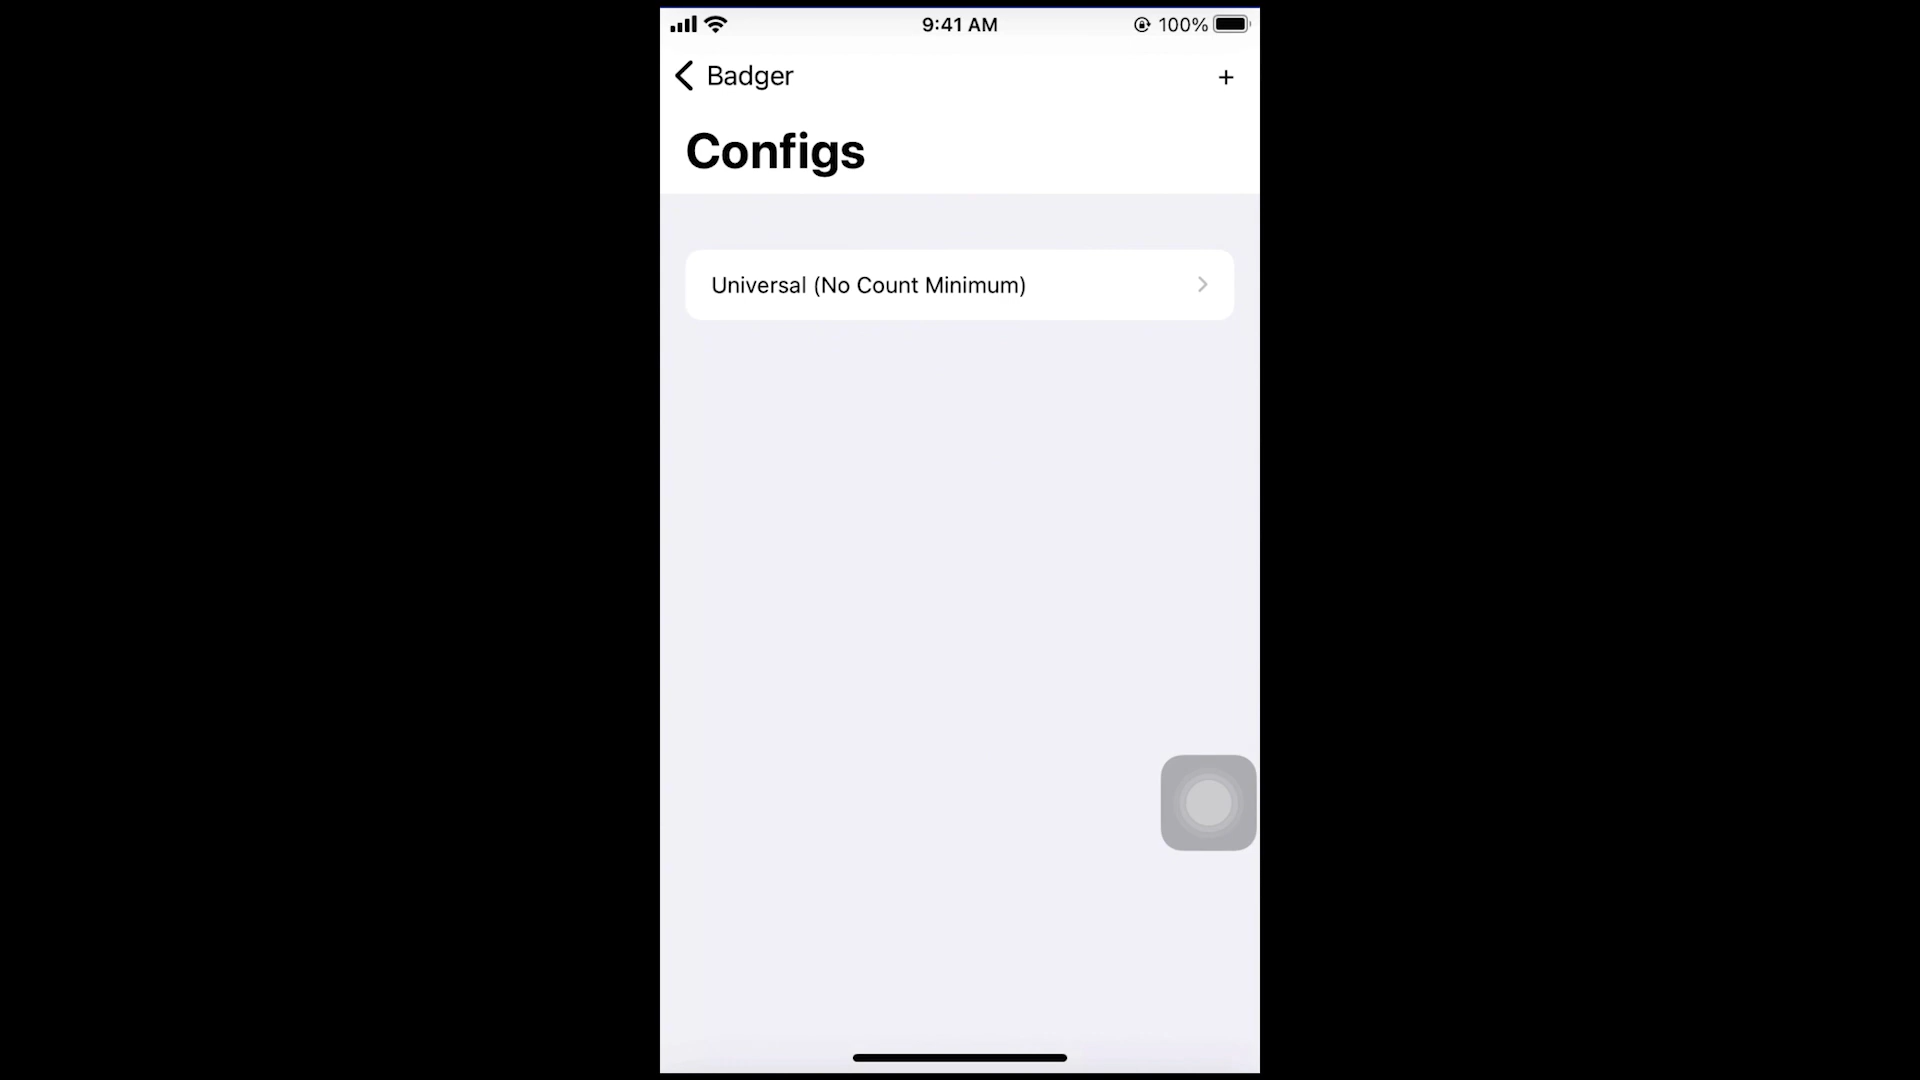 9:41 AM
100%
Badger
+
Configs
Universal (No Count Minimum)